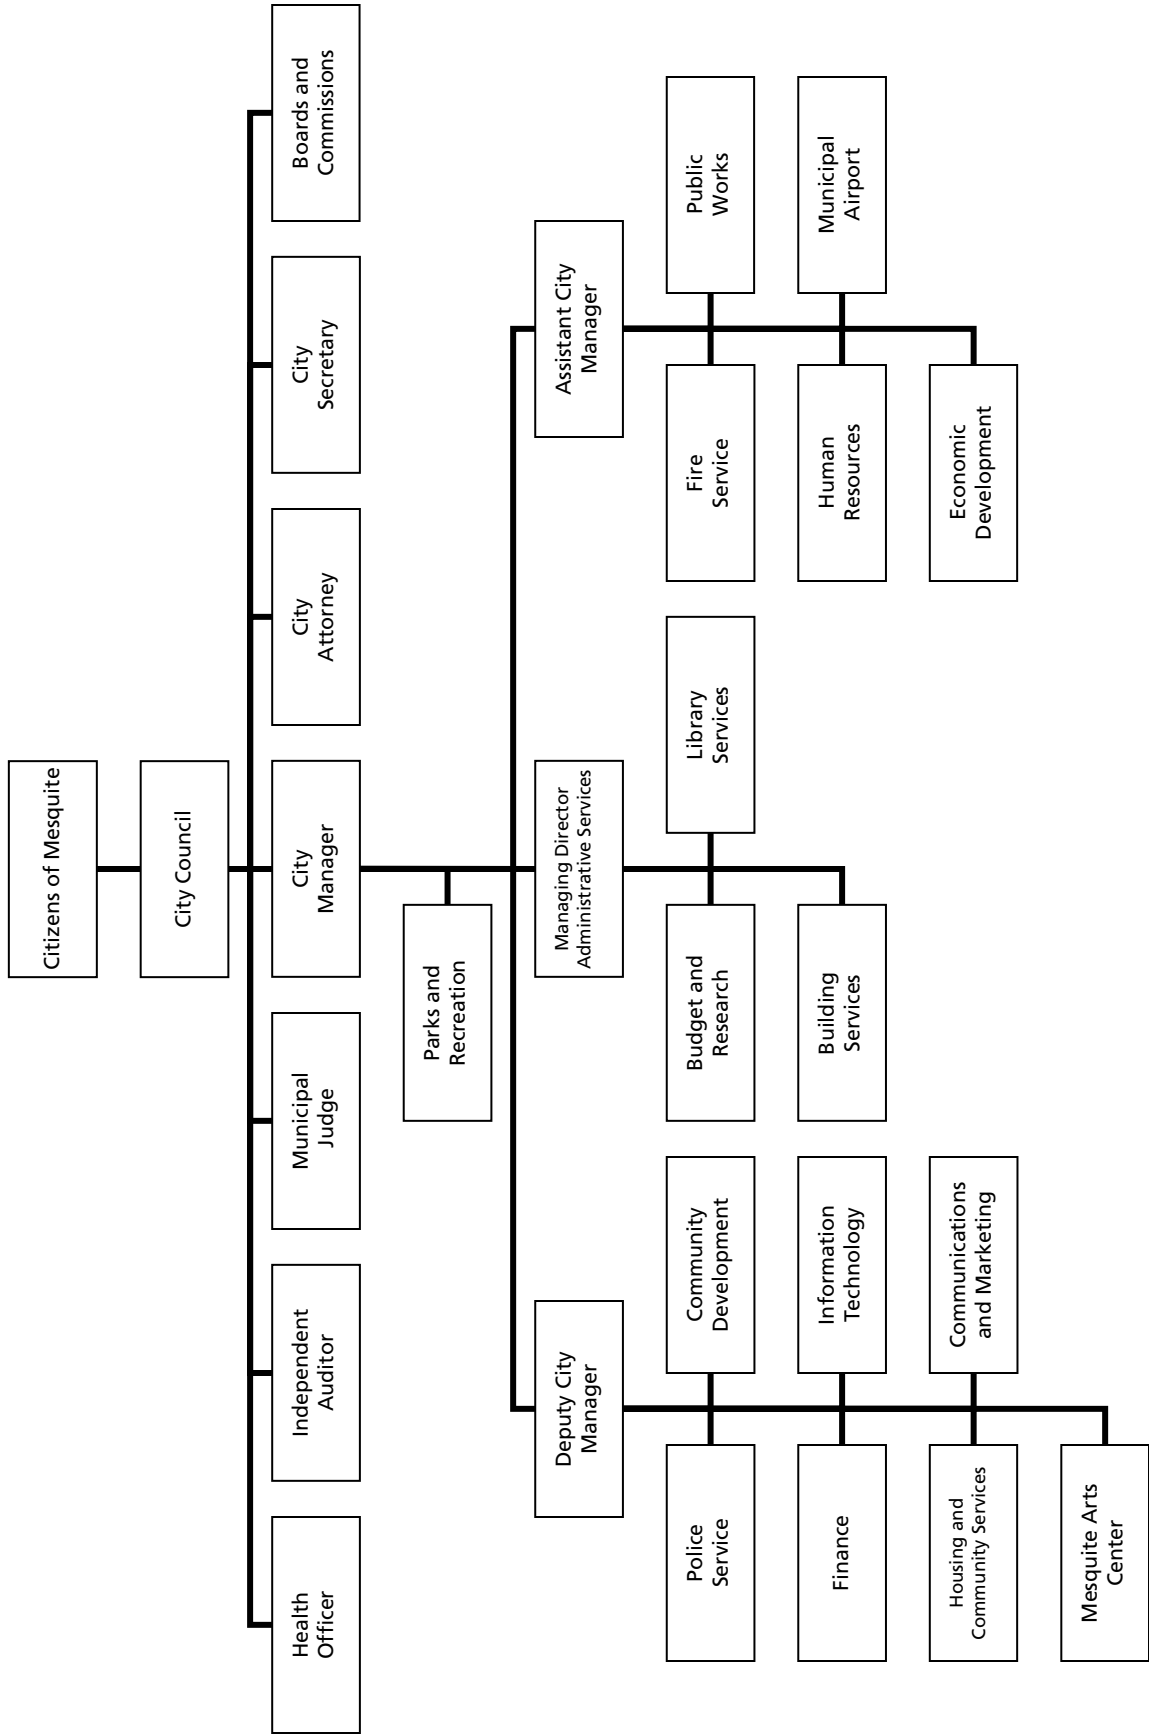 Citizens of Mesquite
City Council
Health
Officer
Independent
Auditor
Municipal
Judge
City
Manager
City
Attorney
City
Secretary
Boards and
Commissions
Parks and
Recreation
Deputy City
Manager
Managing Director
Administrative Services
Assistant City
Manager
Police
Service
Community
Development
Budget and
Research
Library
Services
Fire
Service
Public
Works
Finance
Information
Technology
Building
Services
Human
Resources
Municipal
Airport
Housing and
Community Services
Communications
and Marketing
Economic
Development
Mesquite Arts
Center